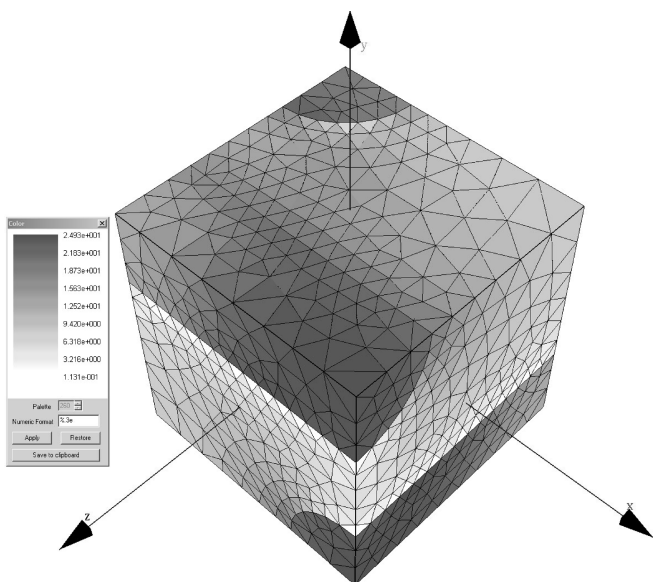 y
Color
2.493e+001
2.183e+001
1.873e+001
1.563e+001
1.252e+001
9.420e+000
6.318e+000
3.216e+000
1.131e-001
Palette 260
Numeric Format %.3e
Apply Restore
Save to clipboard
z
x